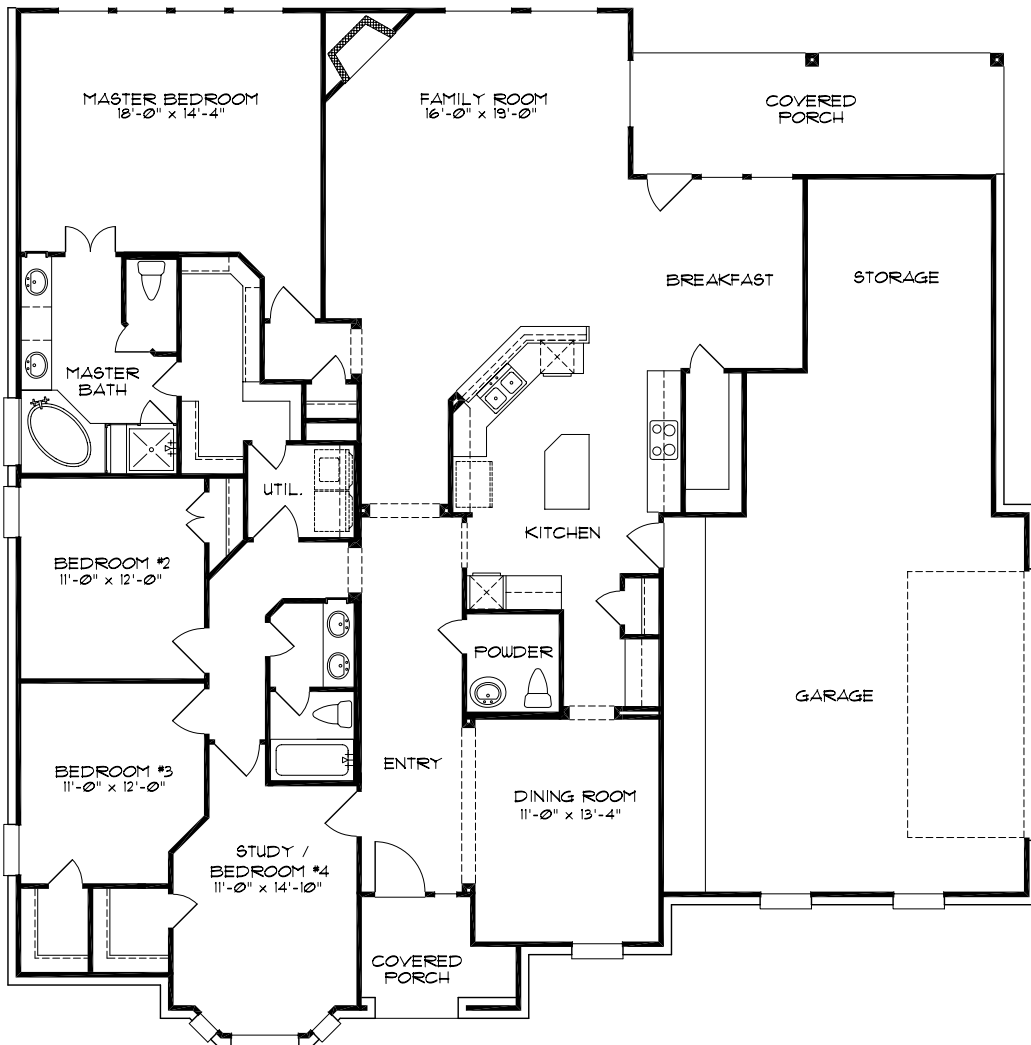 MASTER BEDROOM
18'-0" x 14'-4"
FAMILY ROOM
16'-0" x 19'-0"
COVERED
PORCH
BREAKFAST
STORAGE
MASTER
BATH
UTIL.
KITCHEN
BEDROOM #2
11'-0" x 12'-0"
POWDER
GARAGE
ENTRY
BEDROOM #3
11'-0" x 12'-0"
DINING ROOM
11'-0" x 13'-4"
STUDY /
BEDROOM #4
11'-0" x 14'-10"
COVERED
PORCH